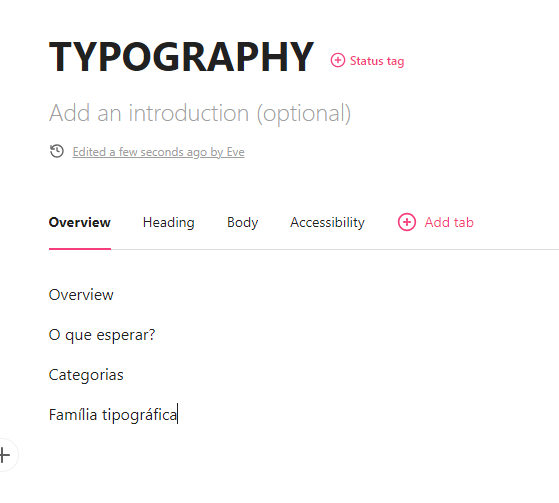 TYPOGRAPHY Status tag
Add an introduction (optional)
Edited a few seconds ago by Eve
Overview Heading Body Accessibility Add tab
Overview
O que esperar?
Categorias
Família tipográfica